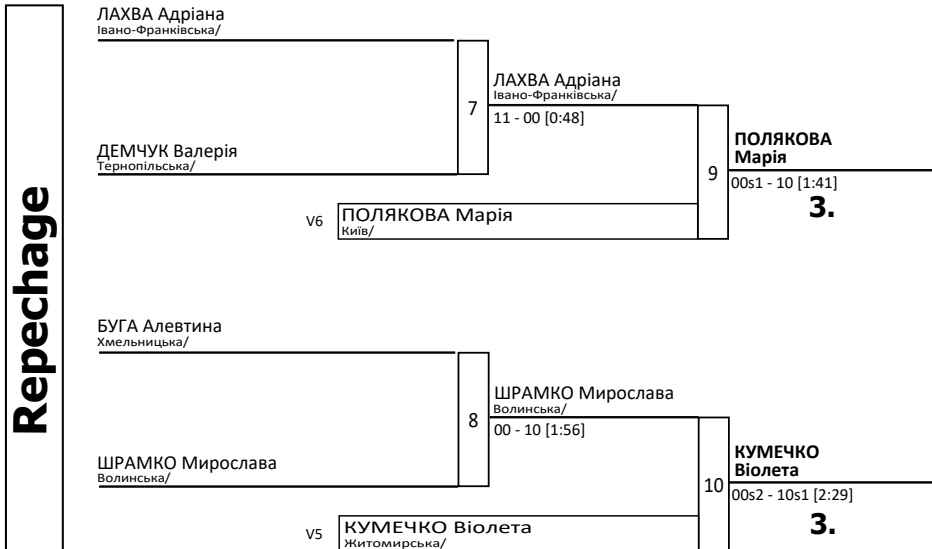 Repechage
ЛАХВА Адріана
Івано-Франківська/
7
ЛАХВА Адріана
Івано-Франківська/
11 - 00 [0:48]
ДЕМЧУК Валерія
Тернопільська/
9
ПОЛЯКОВА
Марія
00s1 - 10 [1:41]
3.
V6
ПОЛЯКОВА Марія
Київ/
БУГА Алевтина
Хмельницька/
8
ШРАМКО Мирослава
Волинська/
00 - 10 [1:56]
ШРАМКО Мирослава
Волинська/
10
КУМЕЧКО
Віолета
00s2 - 10s1 [2:29]
3.
V5
КУМЕЧКО Віолета
Житомирська/